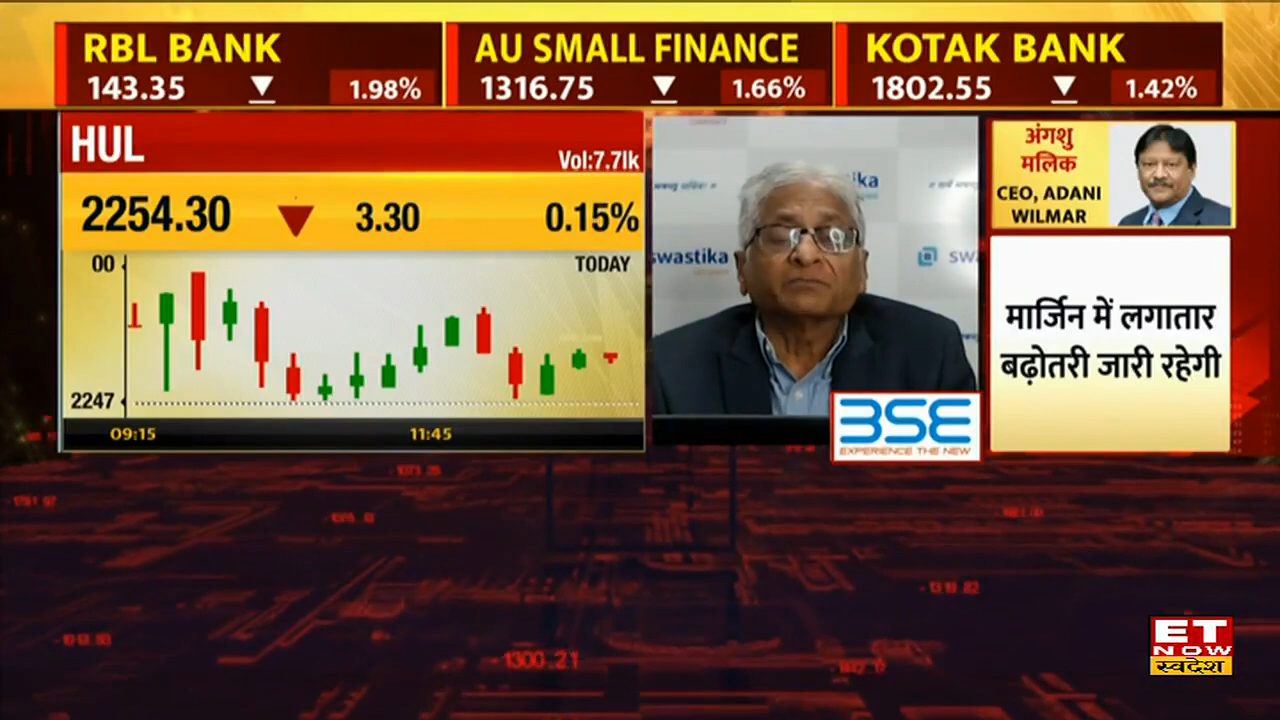 RBL BANK
143.35 ▼ 1.98%
AU SMALL FINANCE
1316.75 ▼ 1.66%
KOTAK BANK
1802.55 ▼ 1.42%
HUL
Vol:7.7lk
2254.30 ▼ 3.30 0.15%
TODAY
00
2247
09:15 11:45
swastika
BSE
EXPERIENCE THE NEW
अंगशु
मलिक
CEO, ADANI
WILMAR
मार्जिन में लगातार
बढ़ोतरी जारी रहेगी
1300.21
ET
NOW
स्वदेश